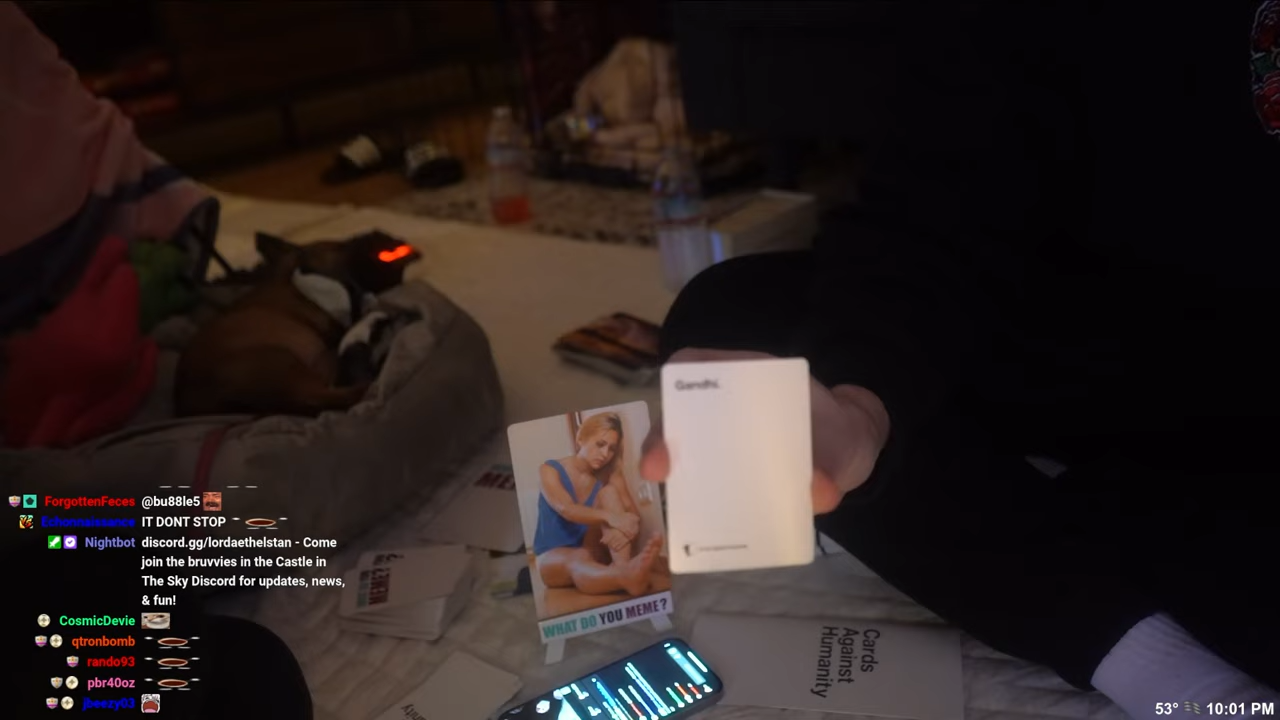 Gandhi.
WHAT DO YOU MEME?
Cards
Against
Humanity
ForgottenFeces @bu88le5
Echonnaissance IT DONT STOP
Nightbot discord.gg/lordaethelstan - Come
join the bruvvies in the Castle in
The Sky Discord for updates, news,
& fun!
CosmicDevie
qtronbomb
rando93
pbr40oz
jbeezy03
53° 10:01 PM